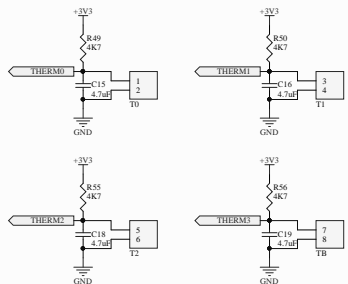 +3V3
R49
4K7
THERM0
C15
4.7uF
1
2
T0
GND
+3V3
R50
4K7
THERM1
C16
4.7uF
3
4
T1
GND
+3V3
R55
4K7
THERM2
C18
4.7uF
5
6
T2
GND
+3V3
R56
4K7
THERM3
C19
4.7uF
7
8
TB
GND